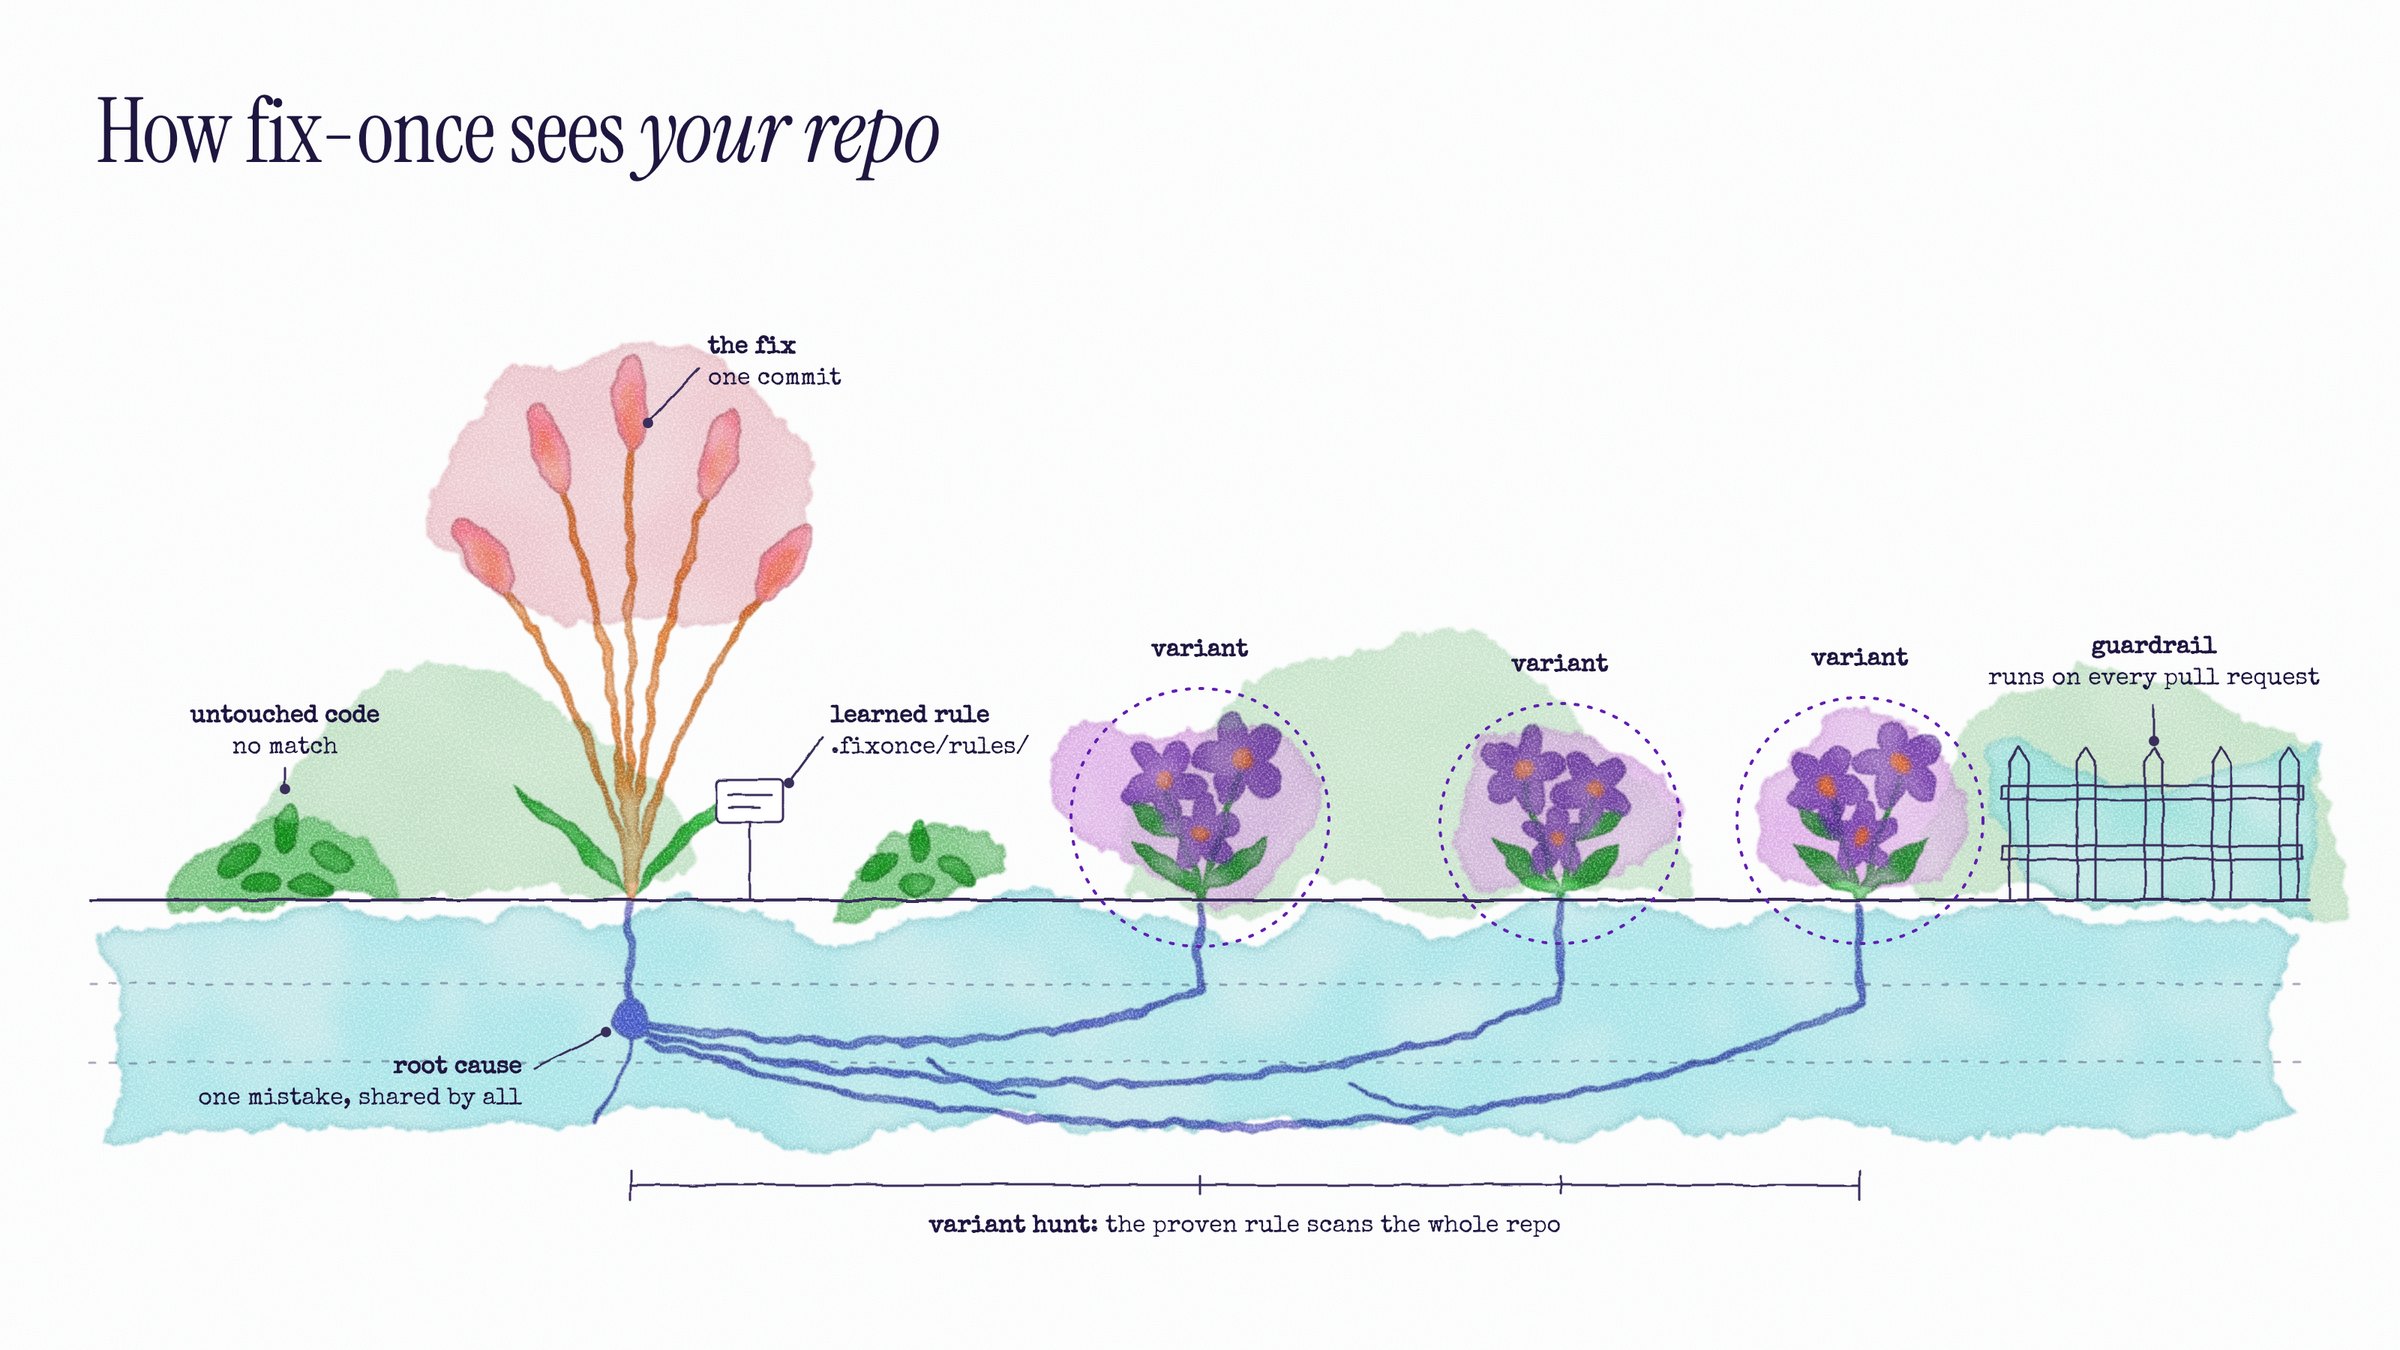 How fix-once sees your repo
the fix
one commit
untouched code
no match
learned rule
.fixonce/rules/
variant
variant
variant
guardrail
runs on every pull request
root cause
one mistake, shared by all
variant hunt: the proven rule scans the whole repo